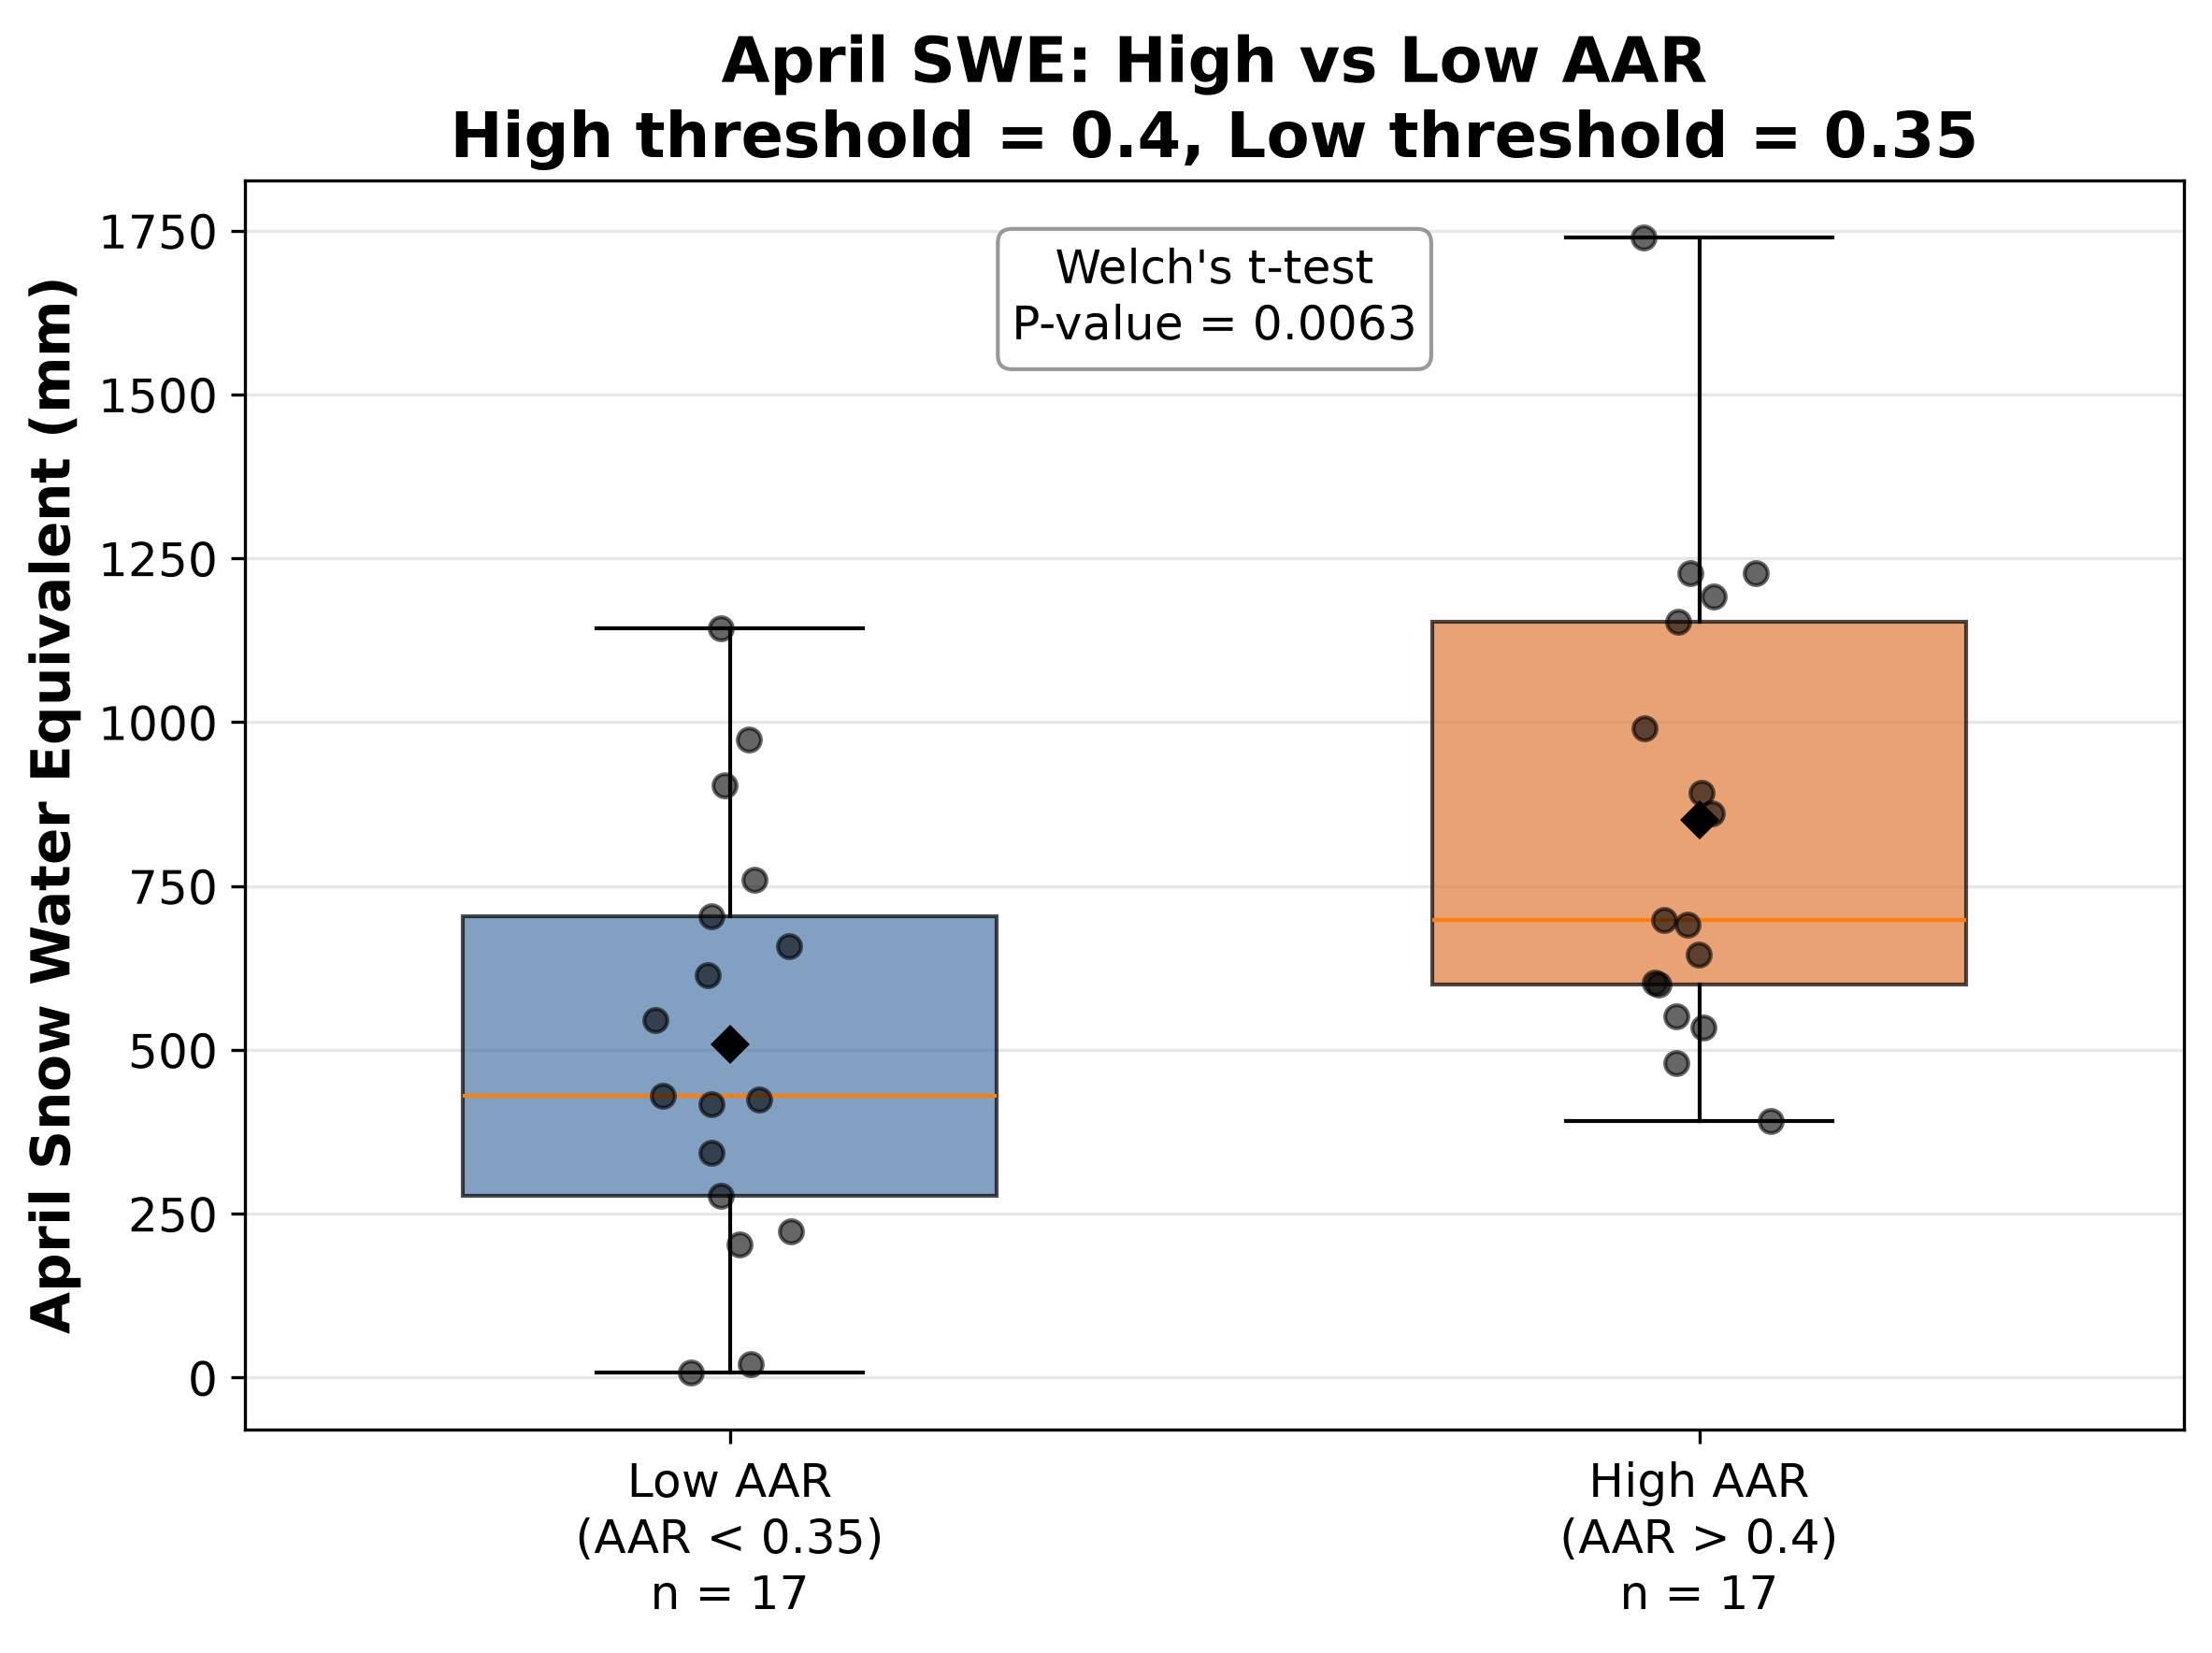 April SWE: High vs Low AAR
High threshold = 0.4, Low threshold = 0.35
April Snow Water Equivalent (mm)
1750
1500
1250
1000
750
500
250
0
Welch's t-test
P-value = 0.0063
Low AAR
(AAR < 0.35)
n = 17
High AAR
(AAR > 0.4)
n = 17